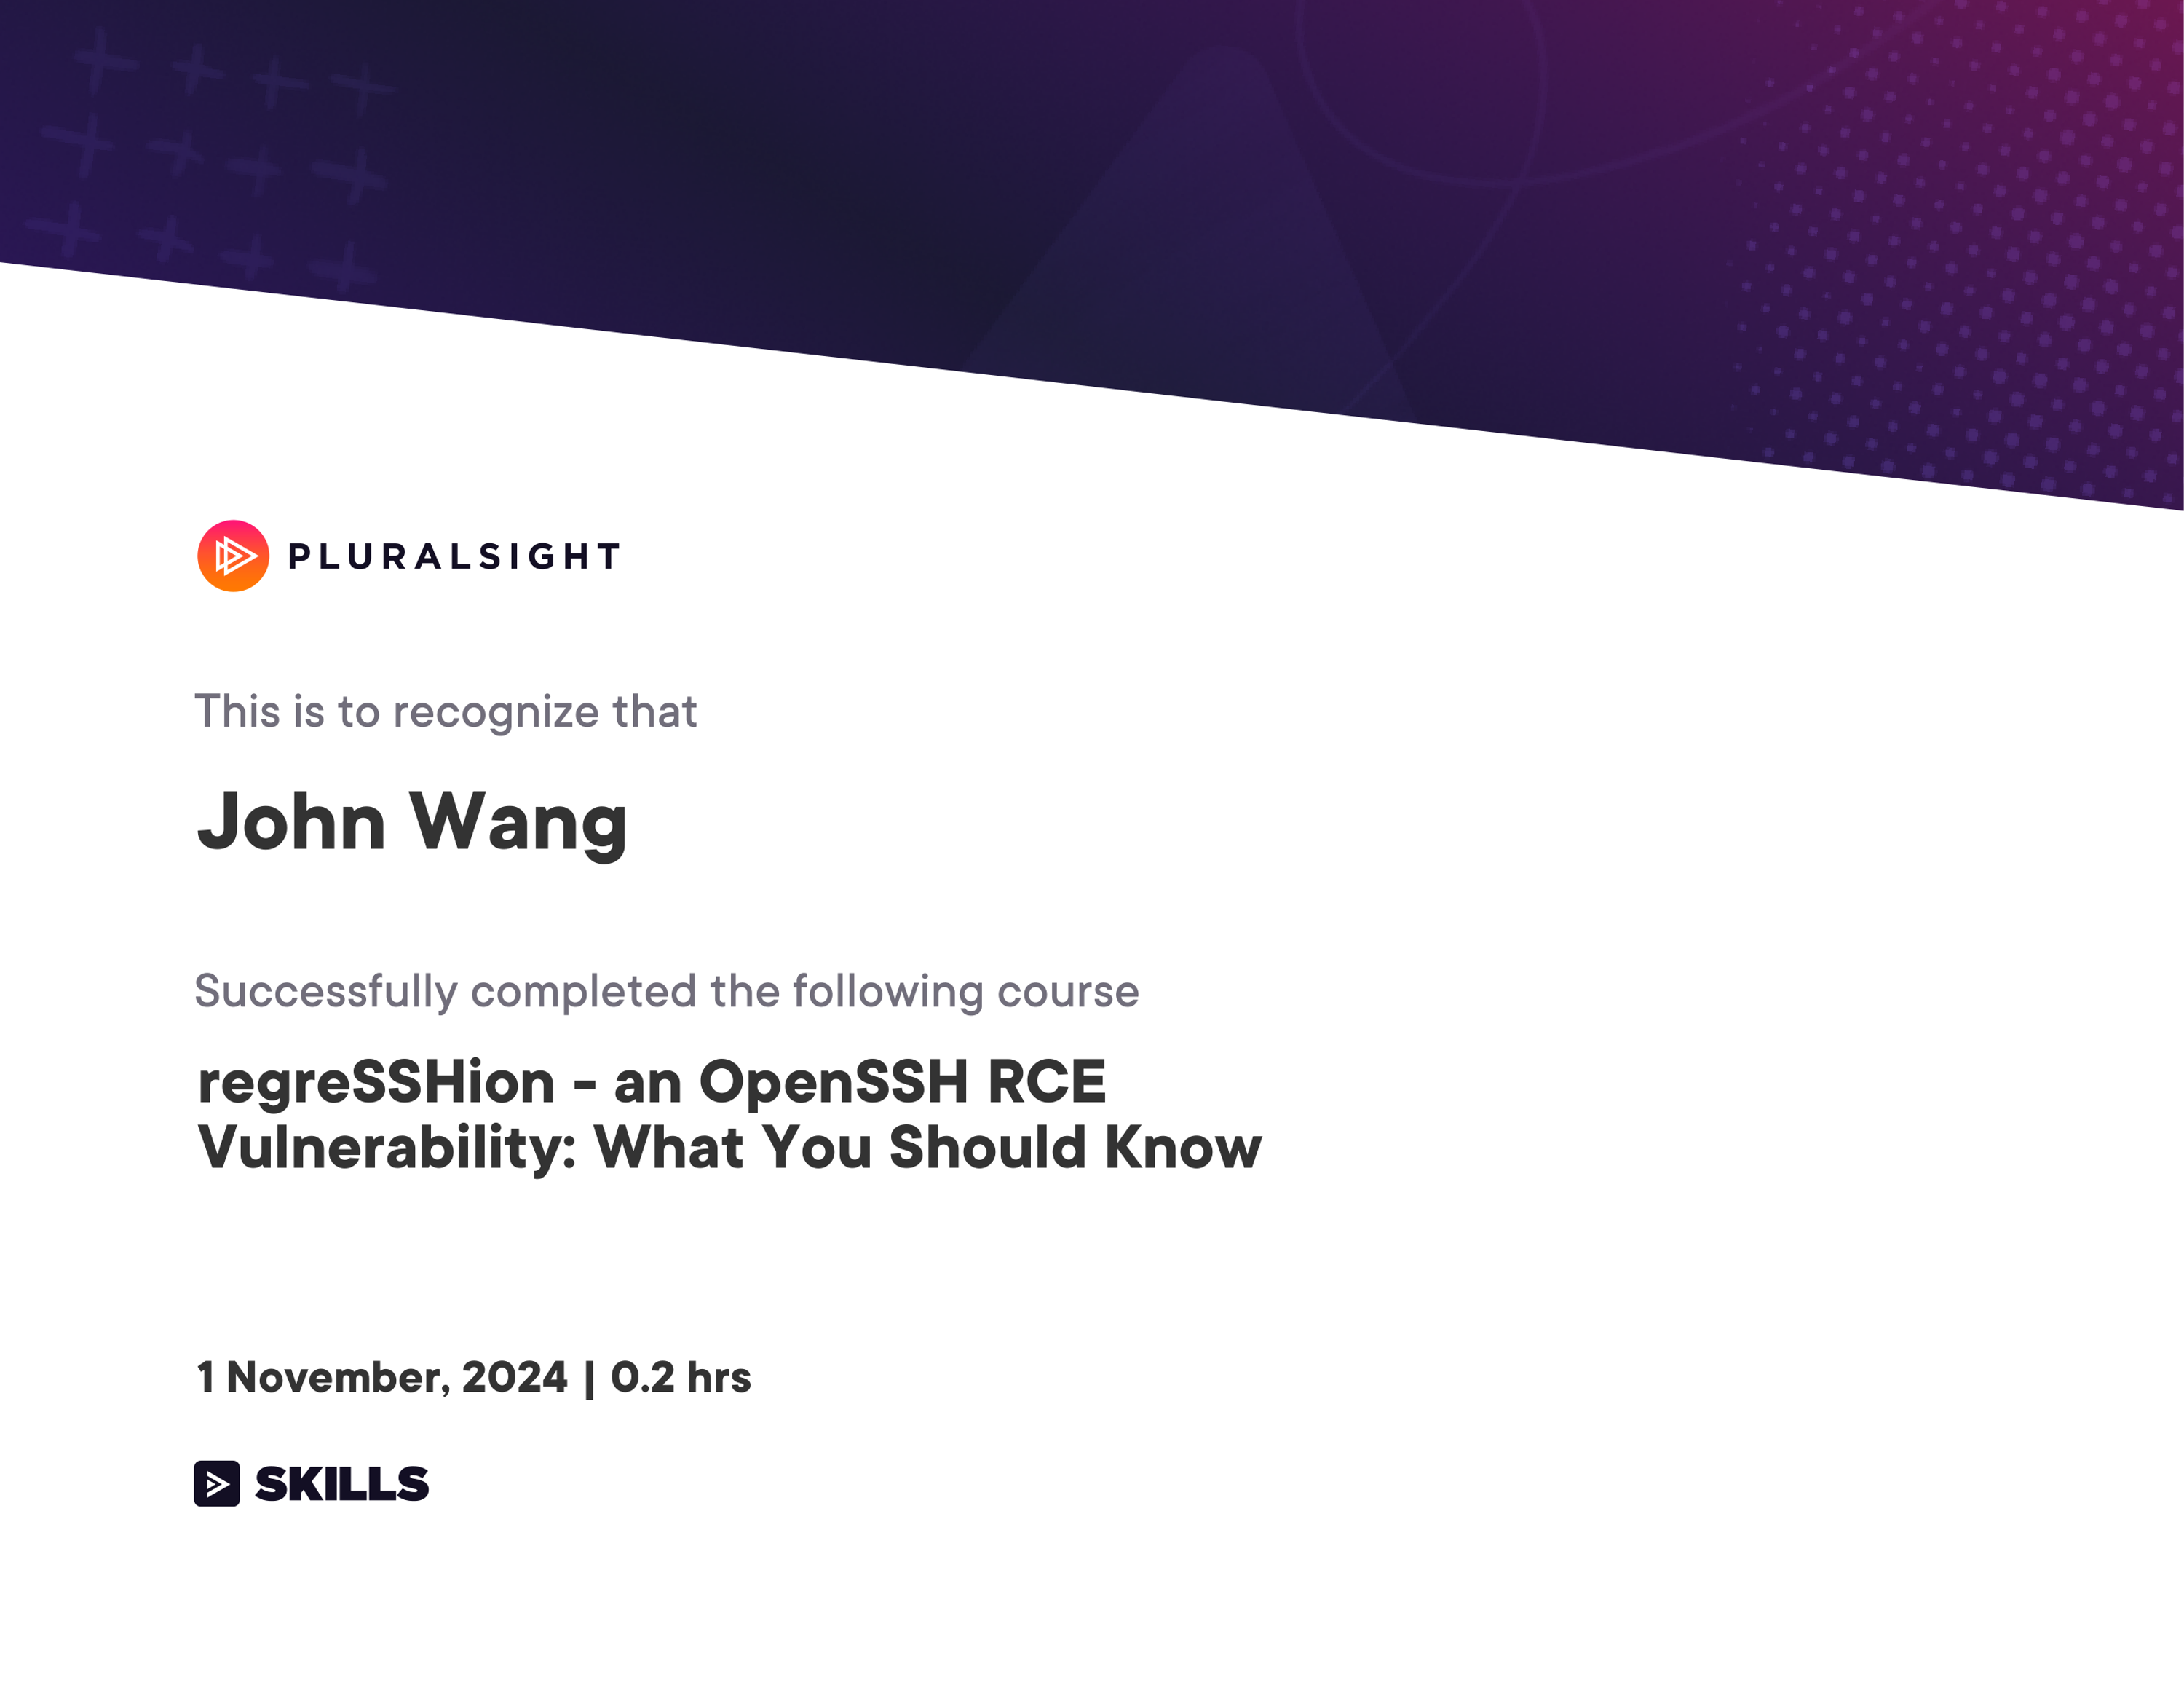 PLURALSIGHT
This is to recognize that
John Wang
Successfully completed the following course
regreSSHion - an OpenSSH RCE
Vulnerability: What You Should Know
1 November, 2024 | 0.2 hrs
SKILLS